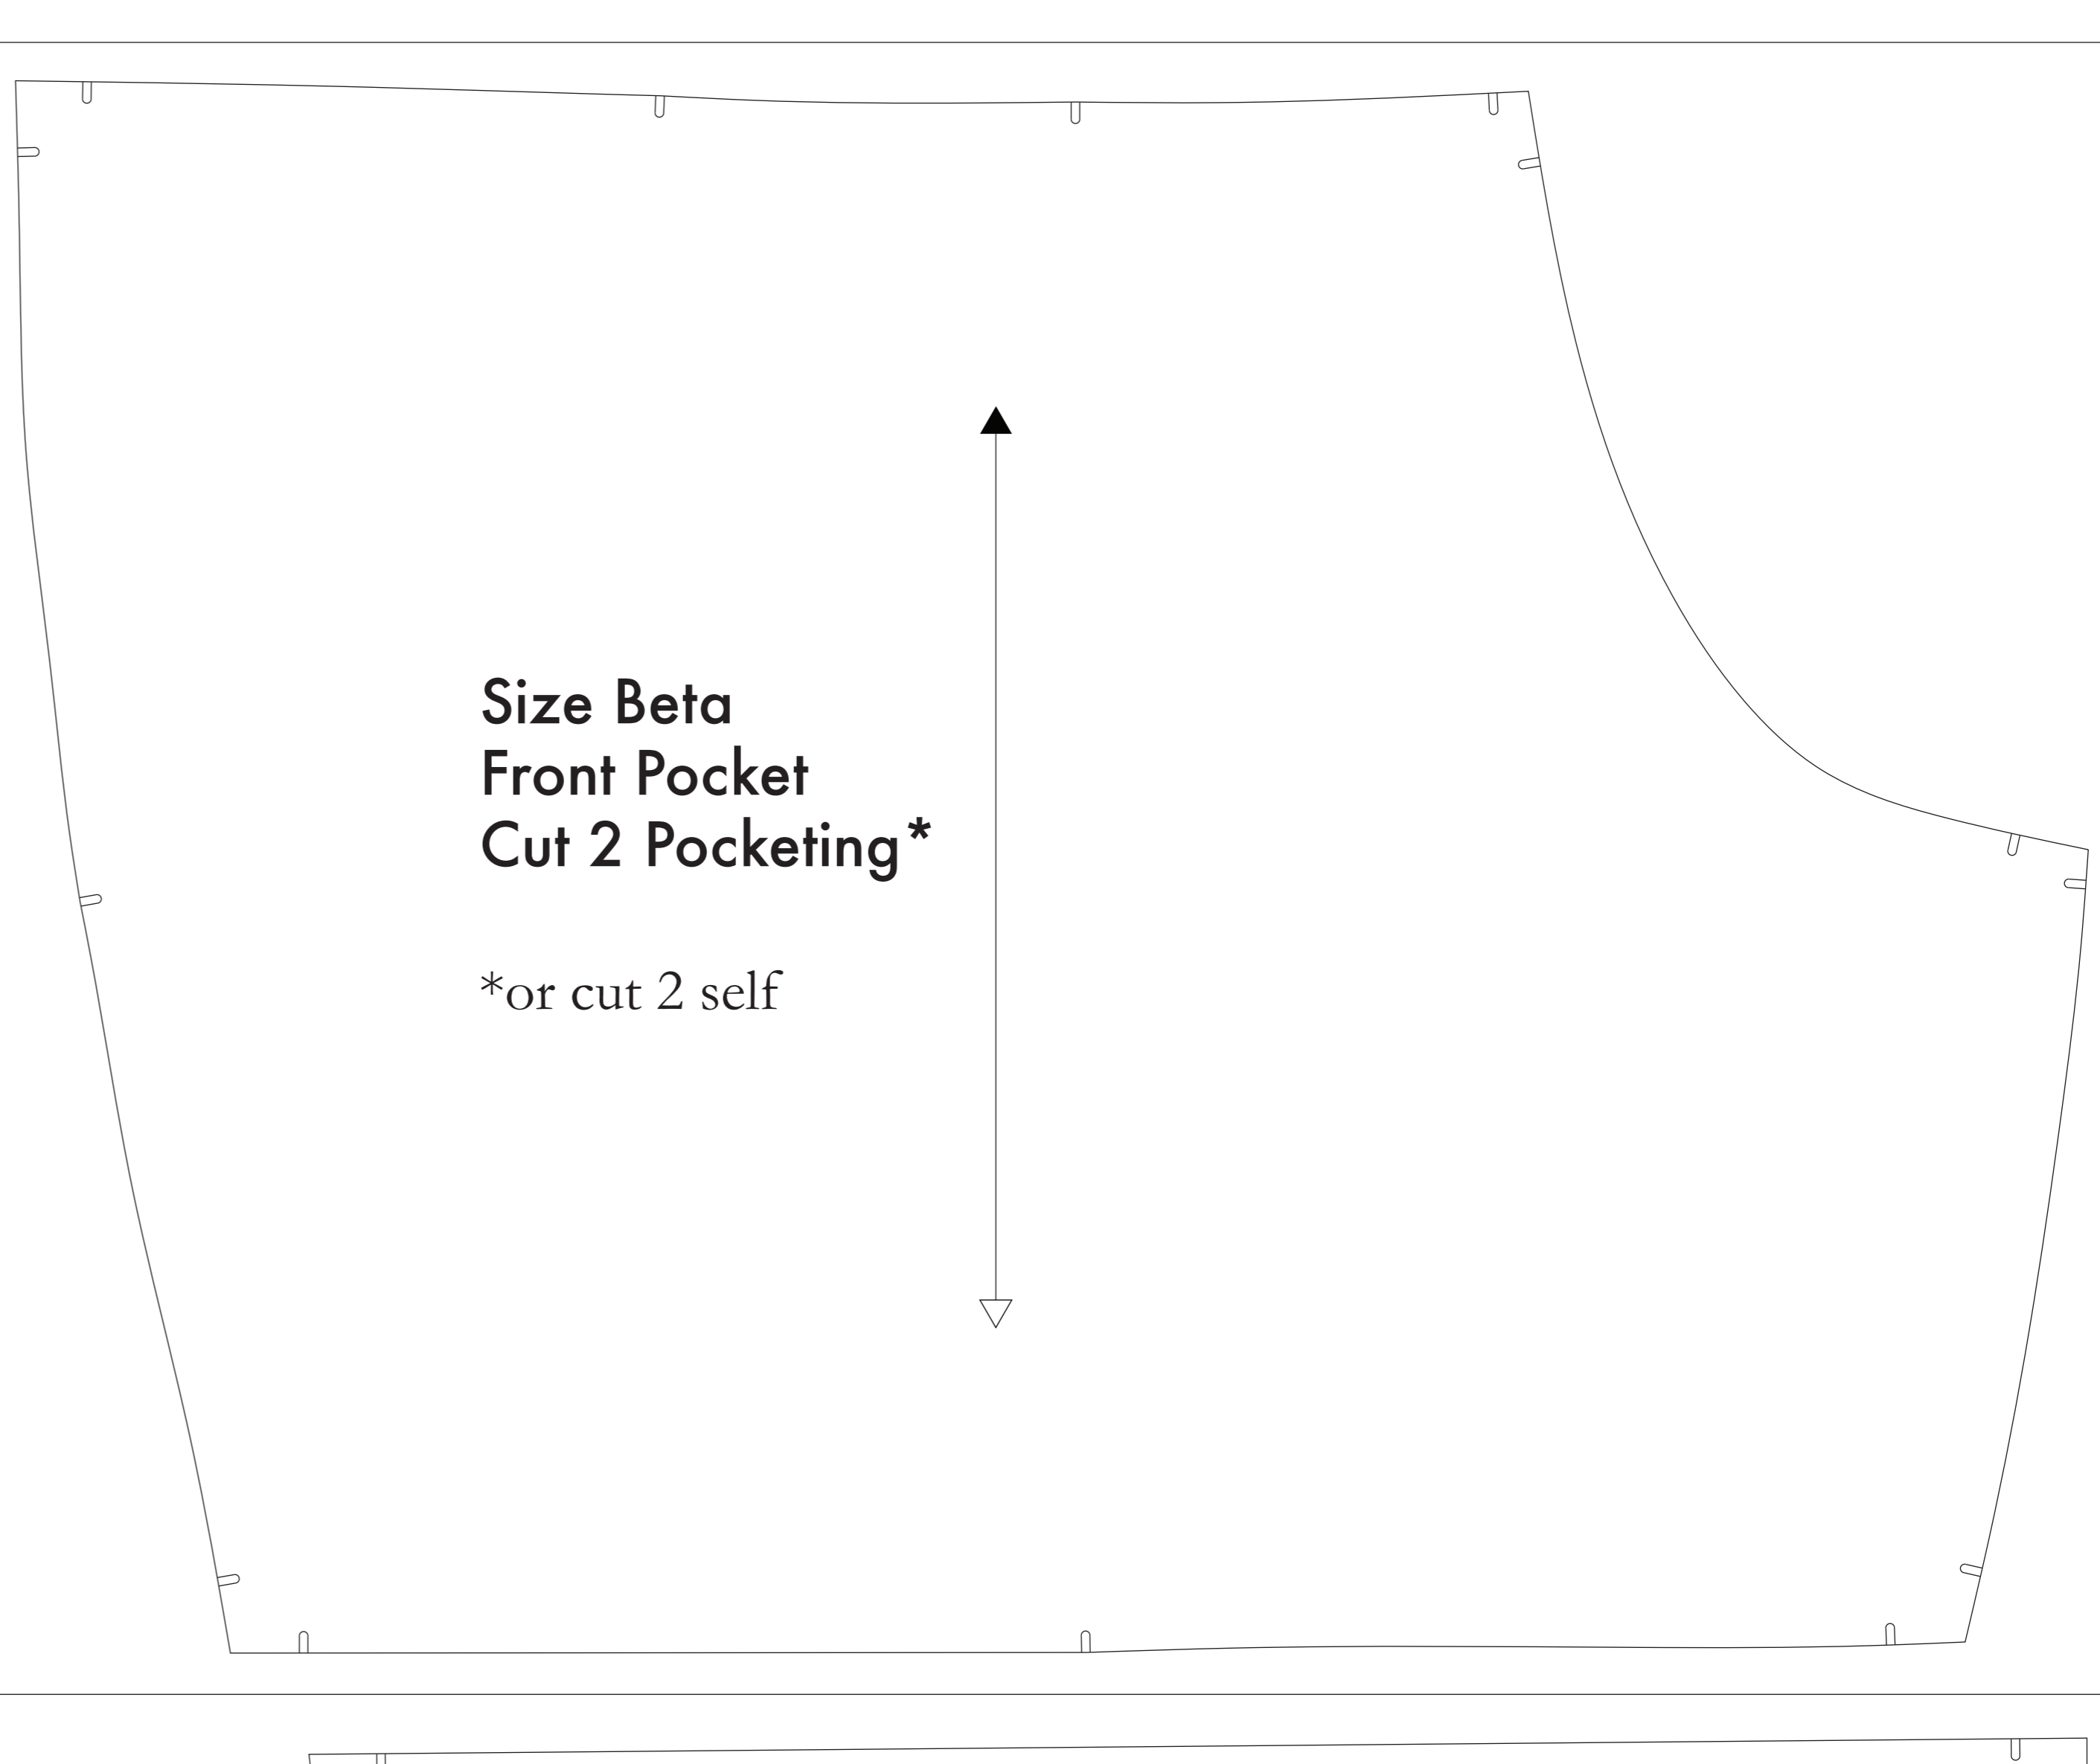 Size Beta
Front Pocket
Cut 2 Pocketing*
*or cut 2 self